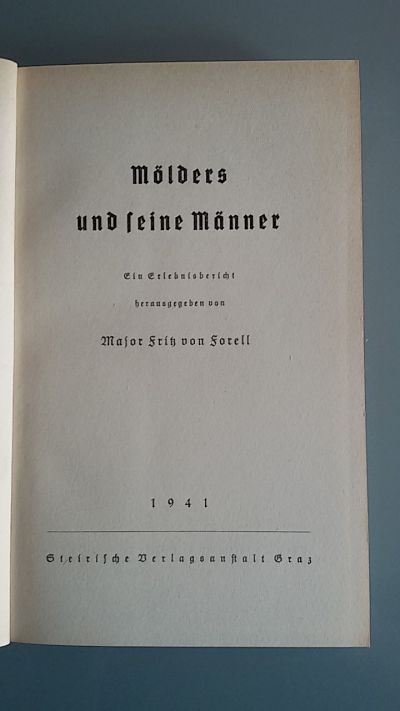 Mölders
und seine Männer
Ein Erlebnisbericht
herausgegeben von
Major Fritz von Forell
1941
Steirische Verlagsanstalt Graz